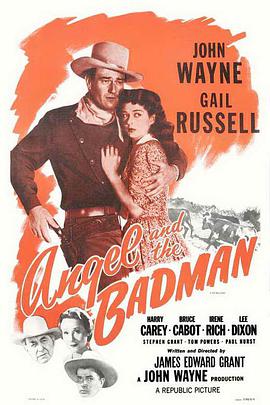 JOHN
WAYNE
GAIL
RUSSELL
Angel and the
BADMAN
HARRY BRUCE IRENE LEE
CAREY · CABOT · RICH · DIXON
STEPHEN GRANT · TOM POWERS · PAUL HURST
Written and Directed by
JAMES EDWARD GRANT
A JOHN WAYNE PRODUCTION
A REPUBLIC PICTURE